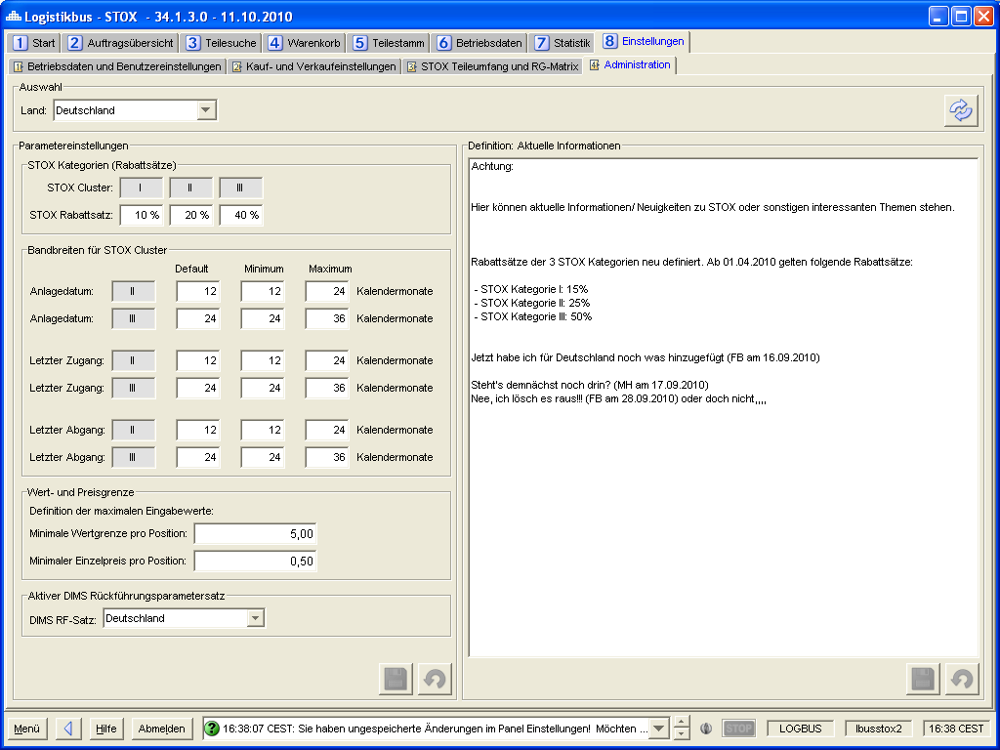 Logistikbus - STOX - 34.1.3.0 - 11.10.2010
1 Start 2 Auftragsübersicht 3 Teilesuche 4 Warenkorb 5 Teilestamm 6 Betriebsdaten 7 Statistik 8 Einstellungen
1 Betriebsdaten und Benutzereinstellungen 2 Kauf- und Verkaufeinstellungen 3 STOX Teileumfang und RG-Matrix 4 Administration
Auswahl
Land: Deutschland
Parametereinstellungen
STOX Kategorien (Rabattsätze)
STOX Cluster: I II III
STOX Rabattsatz: 10 % 20 % 40 %
Bandbreiten für STOX Cluster
Default Minimum Maximum
Anlagedatum: II 12 12 24 Kalendermonate
Anlagedatum: III 24 24 36 Kalendermonate
Letzter Zugang: II 12 12 24 Kalendermonate
Letzter Zugang: III 24 24 36 Kalendermonate
Letzter Abgang: II 12 12 24 Kalendermonate
Letzter Abgang: III 24 24 36 Kalendermonate
Wert- und Preisgrenze
Definition der maximalen Eingabewerte:
Minimale Wertgrenze pro Position: 5,00
Minimaler Einzelpreis pro Position: 0,50
Aktiver DIMS Rückführungsparametersatz
DIMS RF-Satz: Deutschland
Definition: Aktuelle Informationen
Achtung:
Hier können aktuelle Informationen/ Neuigkeiten zu STOX oder sonstigen interessanten Themen stehen.
Rabattsätze der 3 STOX Kategorien neu definiert. Ab 01.04.2010 gelten folgende Rabattsätze:
- STOX Kategorie I: 15%
- STOX Kategorie II: 25%
- STOX Kategorie III: 50%
Jetzt habe ich für Deutschland noch was hinzugefügt (FB am 16.09.2010)
Steht's demnächst noch drin? (MH am 17.09.2010)
Nee, ich lösch es raus!!! (FB am 28.09.2010) oder doch nicht,,,,
Menü Hilfe Abmelden ? 16:38:07 CEST: Sie haben ungespeicherte Änderungen im Panel Einstellungen! Möchten ... STOP LOGBUS lbusstox2 16:38 CEST